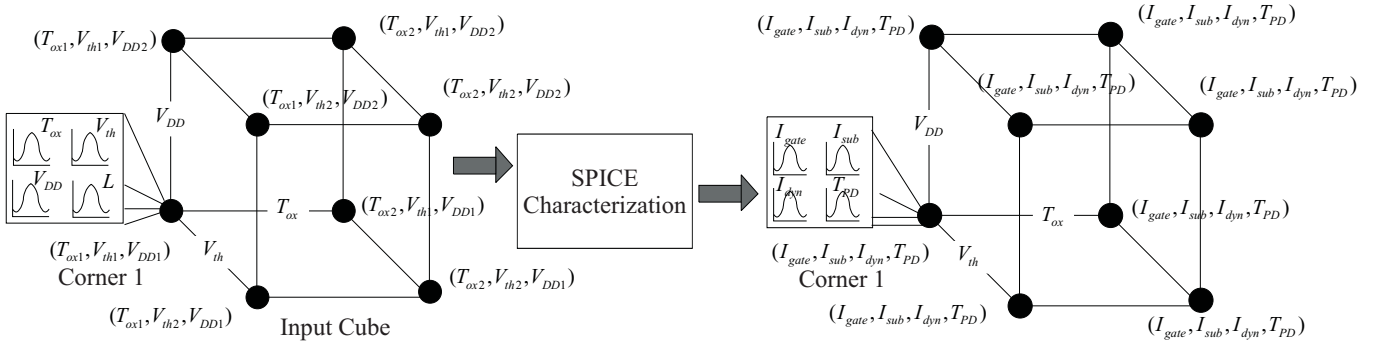 (T_ox1,V_th1,V_DD2)
(T_ox2,V_th1,V_DD2)
(T_ox1,V_th2,V_DD2)
(T_ox2,V_th2,V_DD2)
V_DD
T_ox
V_th
V_DD
L
T_ox
V_th
(T_ox2,V_th1,V_DD1)
(T_ox1,V_th1,V_DD1)
Corner 1
(T_ox2,V_th2,V_DD1)
(T_ox1,V_th2,V_DD1)
Input Cube
SPICE
Characterization
(I_gate,I_sub,I_dyn,T_PD)
(I_gate,I_sub,I_dyn,T_PD)
(I_gate,I_sub,I_dyn,T_PD)
(I_gate,I_sub,I_dyn,T_PD)
V_DD
I_gate
I_sub
I_dyn
T_PD
T_ox
V_th
(I_gate,I_sub,I_dyn,T_PD)
(I_gate,I_sub,I_dyn,T_PD)
Corner 1
(I_gate,I_sub,I_dyn,T_PD)
(I_gate,I_sub,I_dyn,T_PD)